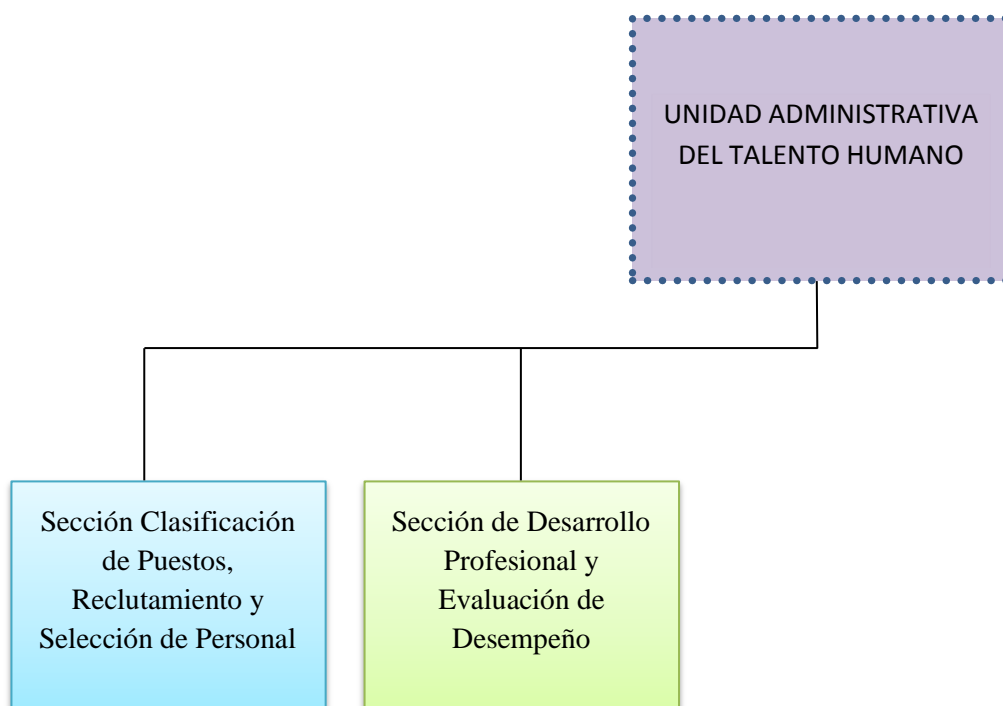 UNIDAD ADMINISTRATIVA
DEL TALENTO HUMANO
Sección Clasificación
de Puestos,
Reclutamiento y
Selección de Personal
Sección de Desarrollo
Profesional y
Evaluación de
Desempeño